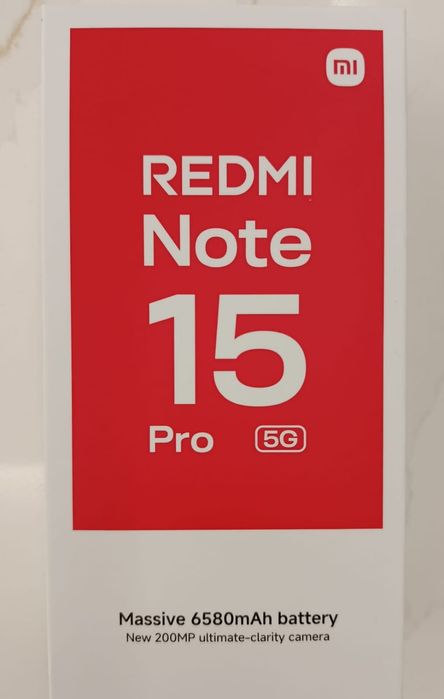 mi
REDMI
Note
15
Pro 5G
Massive 6580mAh battery
New 200MP ultimate-clarity camera